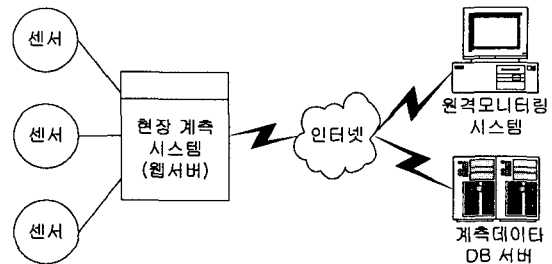 센서
센서
센서
현장 계측
시스템
(웹서버)
인터넷
원격모니터링
시스템
계측데이타
DB 서버